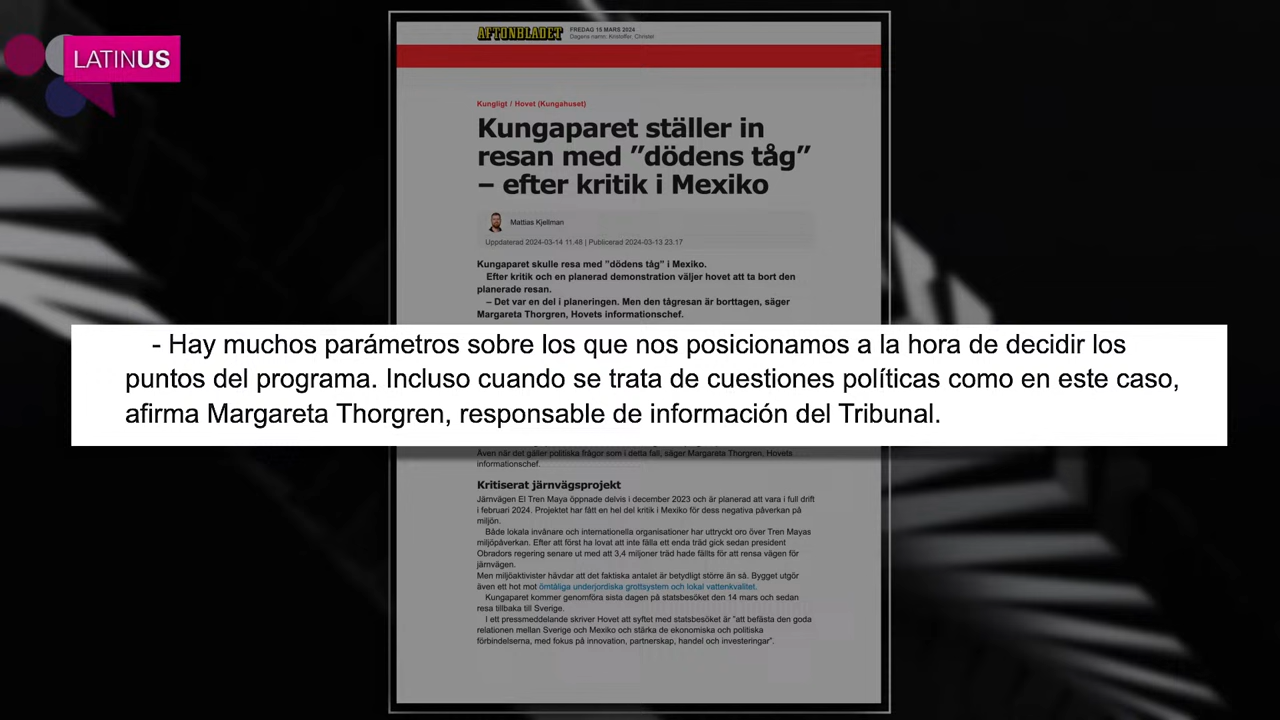 LATINUS
AFTONBLADET
FREDAG 15 MARS 2024
Dagens namn: Kristoffer, Christel
Kungligt / Hovet (Kungahuset)
Kungaparet ställer in
resan med ”dödens tåg”
– efter kritik i Mexiko
Mattias Kjellman
Uppdaterad 2024-03-14 11.48 | Publicerad 2024-03-13 23.17
Kungaparet skulle resa med ”dödens tåg” i Mexiko.
Efter kritik och en planerad demonstration väljer hovet att ta bort den
planerade resan.
– Det var en del i planeringen. Men den tågresan är borttagen, säger
Margareta Thorgren, Hovets informationschef.
- Hay muchos parámetros sobre los que nos posicionamos a la hora de decidir los
puntos del programa. Incluso cuando se trata de cuestiones políticas como en este caso,
afirma Margareta Thorgren, responsable de información del Tribunal.
Även när det gäller politiska frågor som i detta fall, säger Margareta Thorgren, Hovets
informationschef.
Kritiserat järnvägsprojekt
Järnvägen El Tren Maya öppnade delvis i december 2023 och är planerad att vara i full drift
i februari 2024. Projektet har fått en hel del kritik i Mexiko för dess negativa påverkan på
miljön.
Både lokala invånare och internationella organisationer har uttryckt oro över Tren Mayas
miljöpåverkan. Efter att först ha lovat att inte fälla ett enda träd gick sedan president
Obradors regering senare ut med att 3,4 miljoner träd hade fällts för att rensa vägen för
järnvägen.
Men miljöaktivister hävdar att det faktiska antalet är betydligt större än så. Bygget utgör
även ett hot mot ömtåliga underjordiska grottsystem och lokal vattenkvalitet.
Kungaparet kommer genomföra sista dagen på statsbesöket den 14 mars och sedan
resa tillbaka till Sverige.
I ett pressmeddelande skriver Hovet att syftet med statsbesöket är ”att befästa den goda
relationen mellan Sverige och Mexiko och stärka de ekonomiska och politiska
förbindelserna, med fokus på innovation, partnerskap, handel och investeringar”.